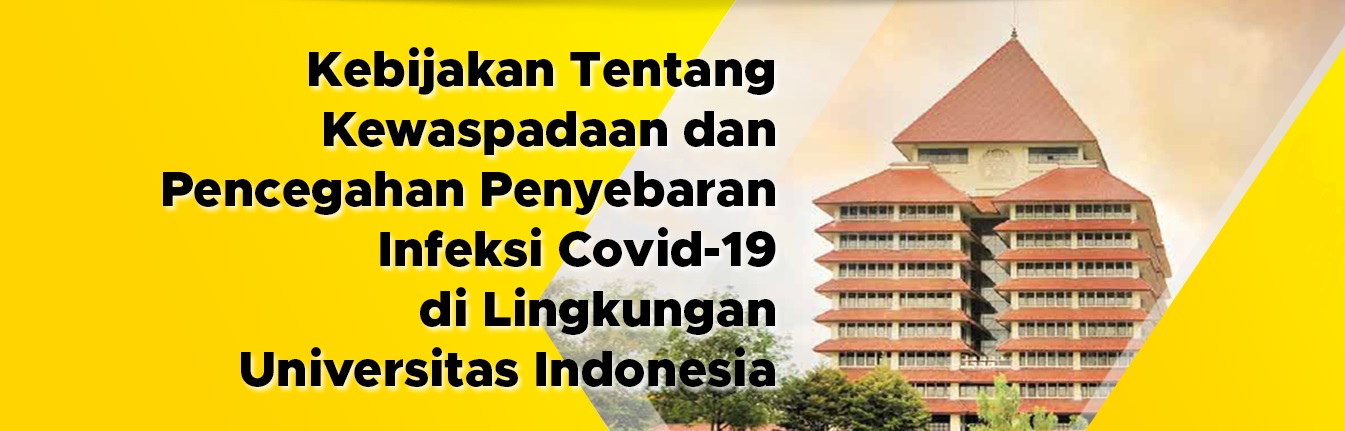 Kebijakan Tentang
Kewaspadaan dan
Pencegahan Penyebaran
Infeksi Covid-19
di Lingkungan
Universitas Indonesia